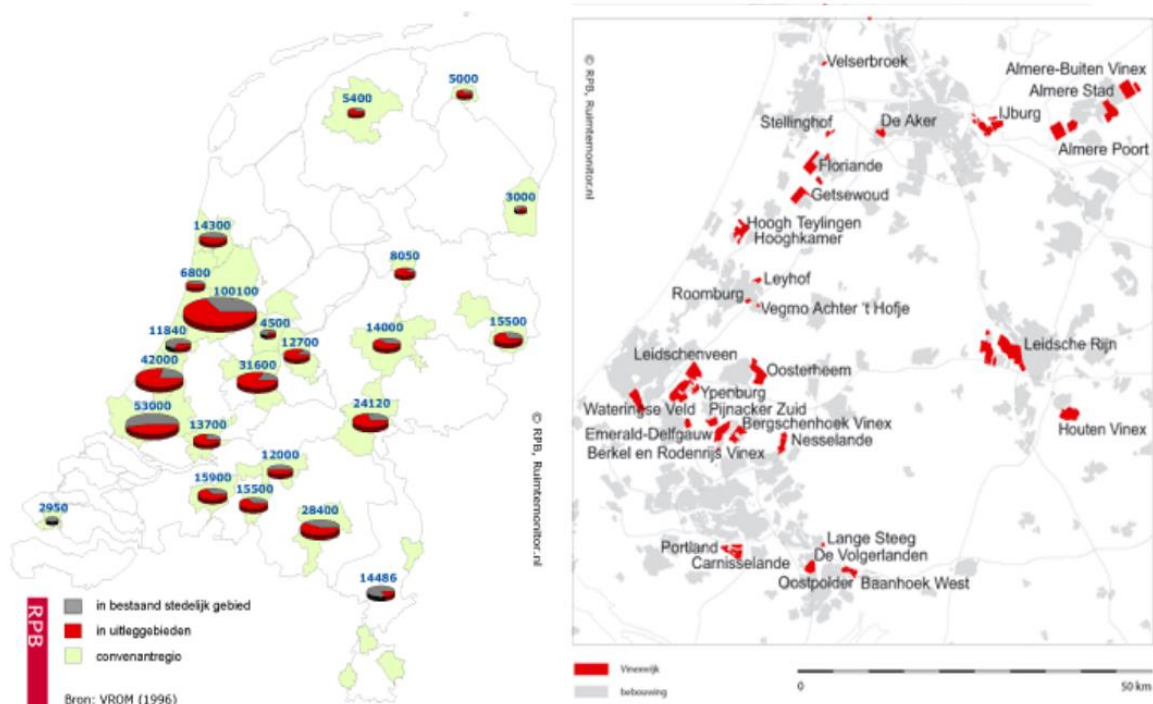 5000
5400
3000
14300
8050
6800
100100
4500
15500
11840
14000
12700
42000
31600
53000
24120
13700
12000
15900
15500
2950
28400
14486
© RPB, Ruimtemonitor.nl
RPB
in bestaand stedelijk gebied
in uitleggebieden
convenantregio
Bron: VROM (1996)
© RPB, Ruimtemonitor.nl
Velserbroek
Almere-Buiten Vinex
Almere Stad
IJburg
Stellinghof
De Aker
Almere Poort
Floriande
Getsewoud
Hoogh Teylingen
Hooghkamer
Leyhof
Roomburg
Vegmo Achter 't Hofje
Leidsche Rijn
Leidschenveen
Oosterheem
Ypenburg
Wateringse Veld
Pijnacker Zuid
Houten Vinex
Bergschenhoek Vinex
Emerald-Delfgauw
Nesselande
Berkel en Rodenrijs Vinex
Lange Steeg
Portland
De Volgerlanden
Carnisselande
Oostpolder
Baanhoek West
Vinexwijk
bebouwing
0
50 km